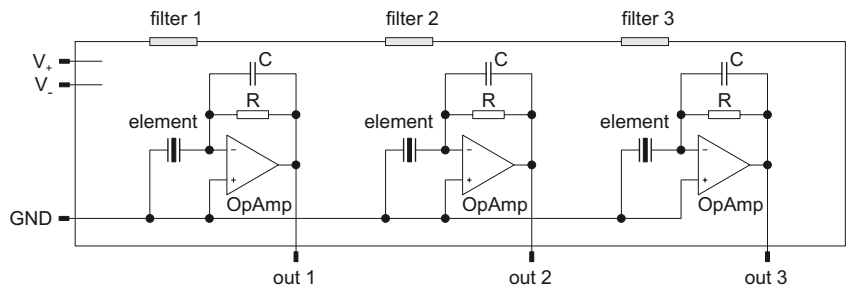 filter 1 filter 2 filter 3
V+
V-
C C C
R R R
element element element
− − −
+ + +
OpAmp OpAmp OpAmp
GND
out 1 out 2 out 3